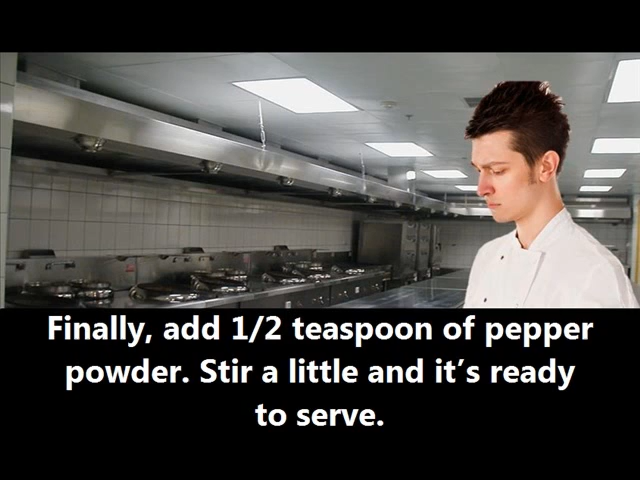 Finally, add 1/2 teaspoon of pepper
powder. Stir a little and it’s ready
to serve.